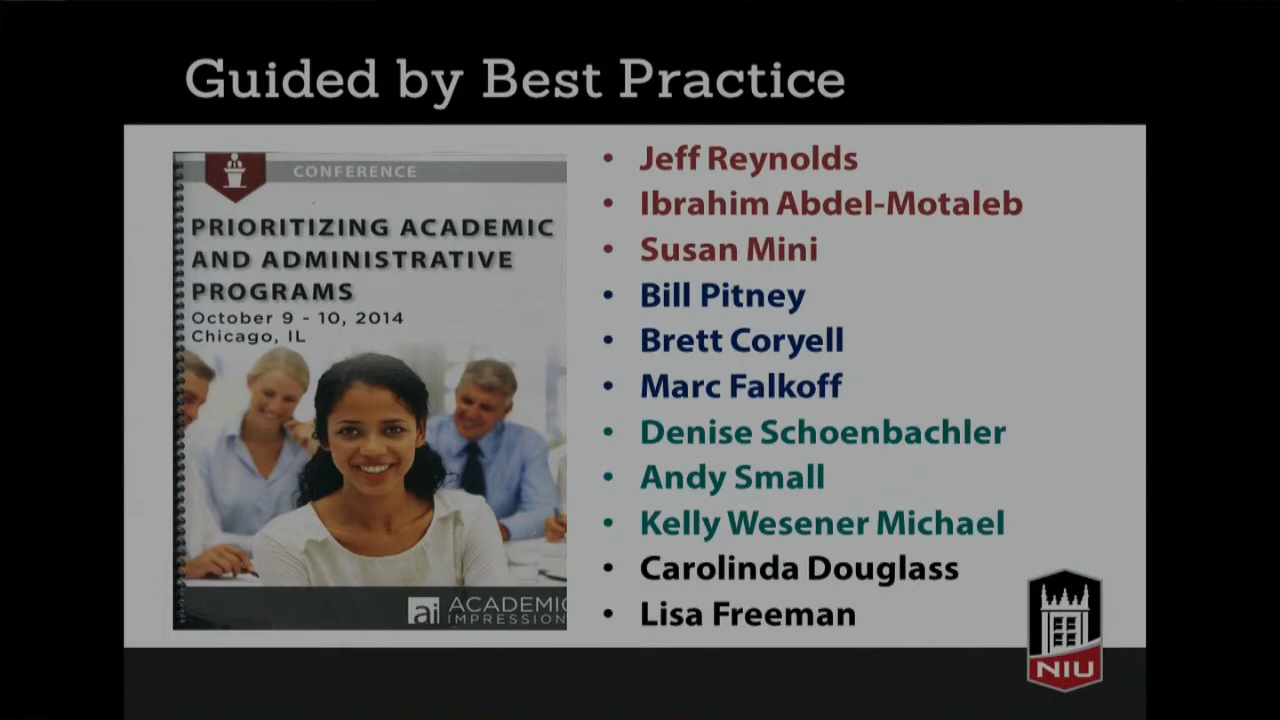 Guided by Best Practice
CONFERENCE
PRIORITIZING ACADEMIC
AND ADMINISTRATIVE
PROGRAMS
October 9 - 10, 2014
Chicago, IL
ai ACADEMIC
IMPRESSION
• Jeff Reynolds
• Ibrahim Abdel-Motaleb
• Susan Mini
• Bill Pitney
• Brett Coryell
• Marc Falkoff
• Denise Schoenbachler
• Andy Small
• Kelly Wesener Michael
• Carolinda Douglass
• Lisa Freeman
NIU